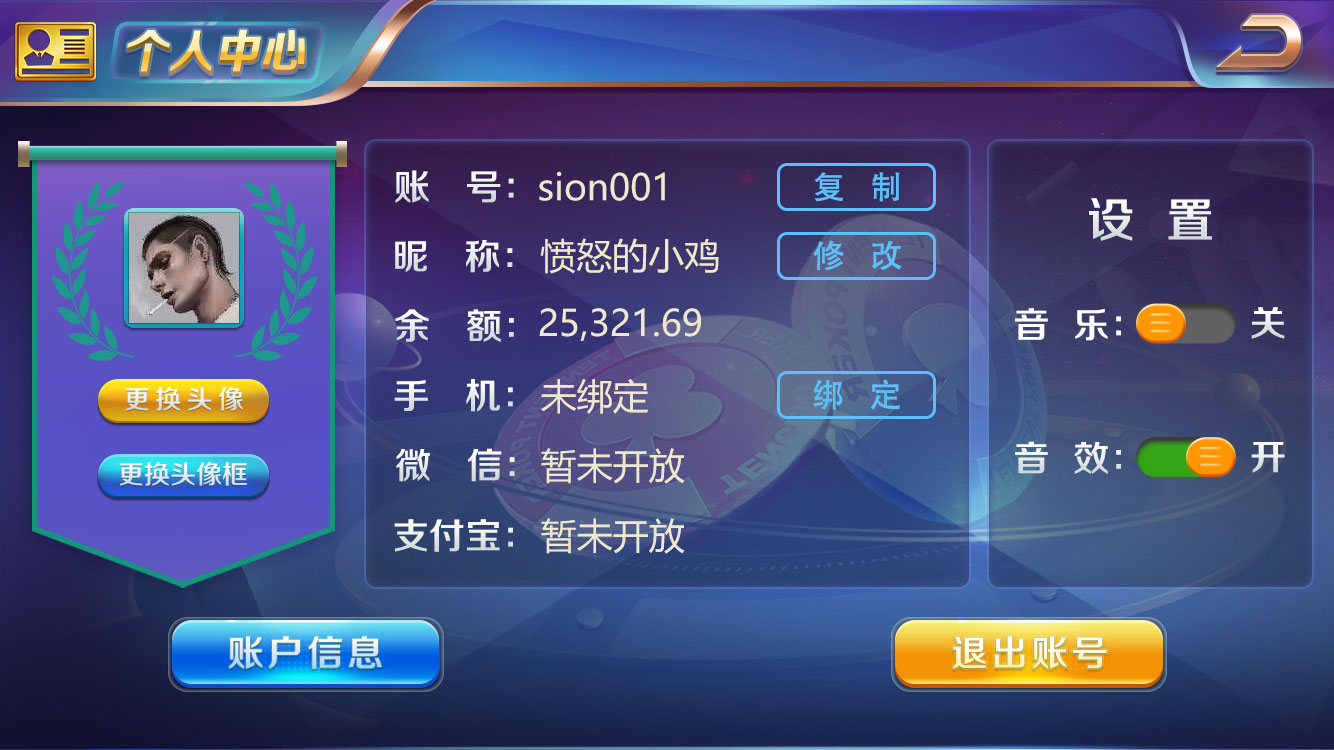 个人中心
更换头像
更换头像框
账 号：sion001 复 制
昵 称：愤怒的小鸡 修 改
余 额：25,321.69
手 机：未绑定 绑 定
微 信：暂未开放
支付宝：暂未开放
设 置
音 乐：关
音 效：开
账户信息
退出账号